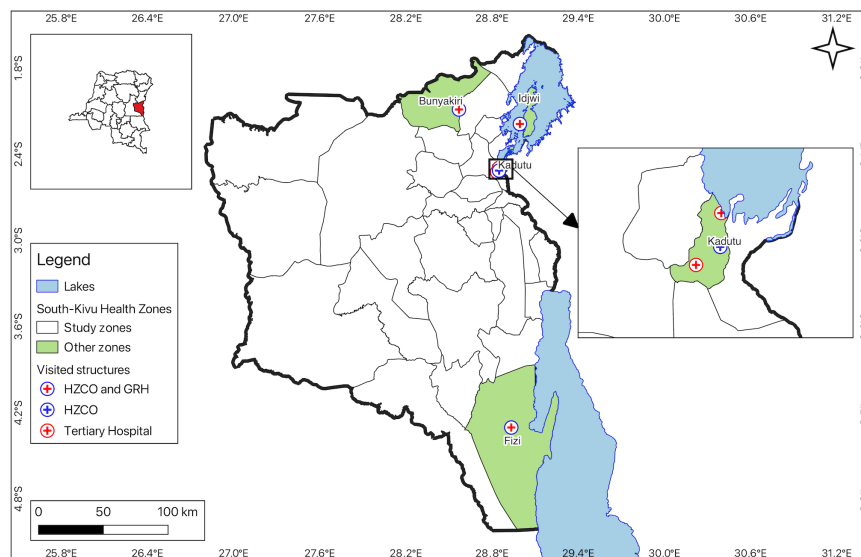 25.8°E 26.4°E 27.0°E 27.6°E 28.2°E 28.8°E 29.4°E 30.0°E 30.6°E 31.2°E
1.8°S
2.4°S
3.0°S
3.6°S
4.2°S
4.8°S
Bunyakiri
Idjwi
Kadutu
Kadutu
Fizi
Legend
Lakes
South-Kivu Health Zones
Study zones
Other zones
Visited structures
HZCO and GRH
HZCO
Tertiary Hospital
0 50 100 km
25.8°E 26.4°E 27.0°E 27.6°E 28.2°E 28.8°E 29.4°E 30.0°E 30.6°E 31.2°E